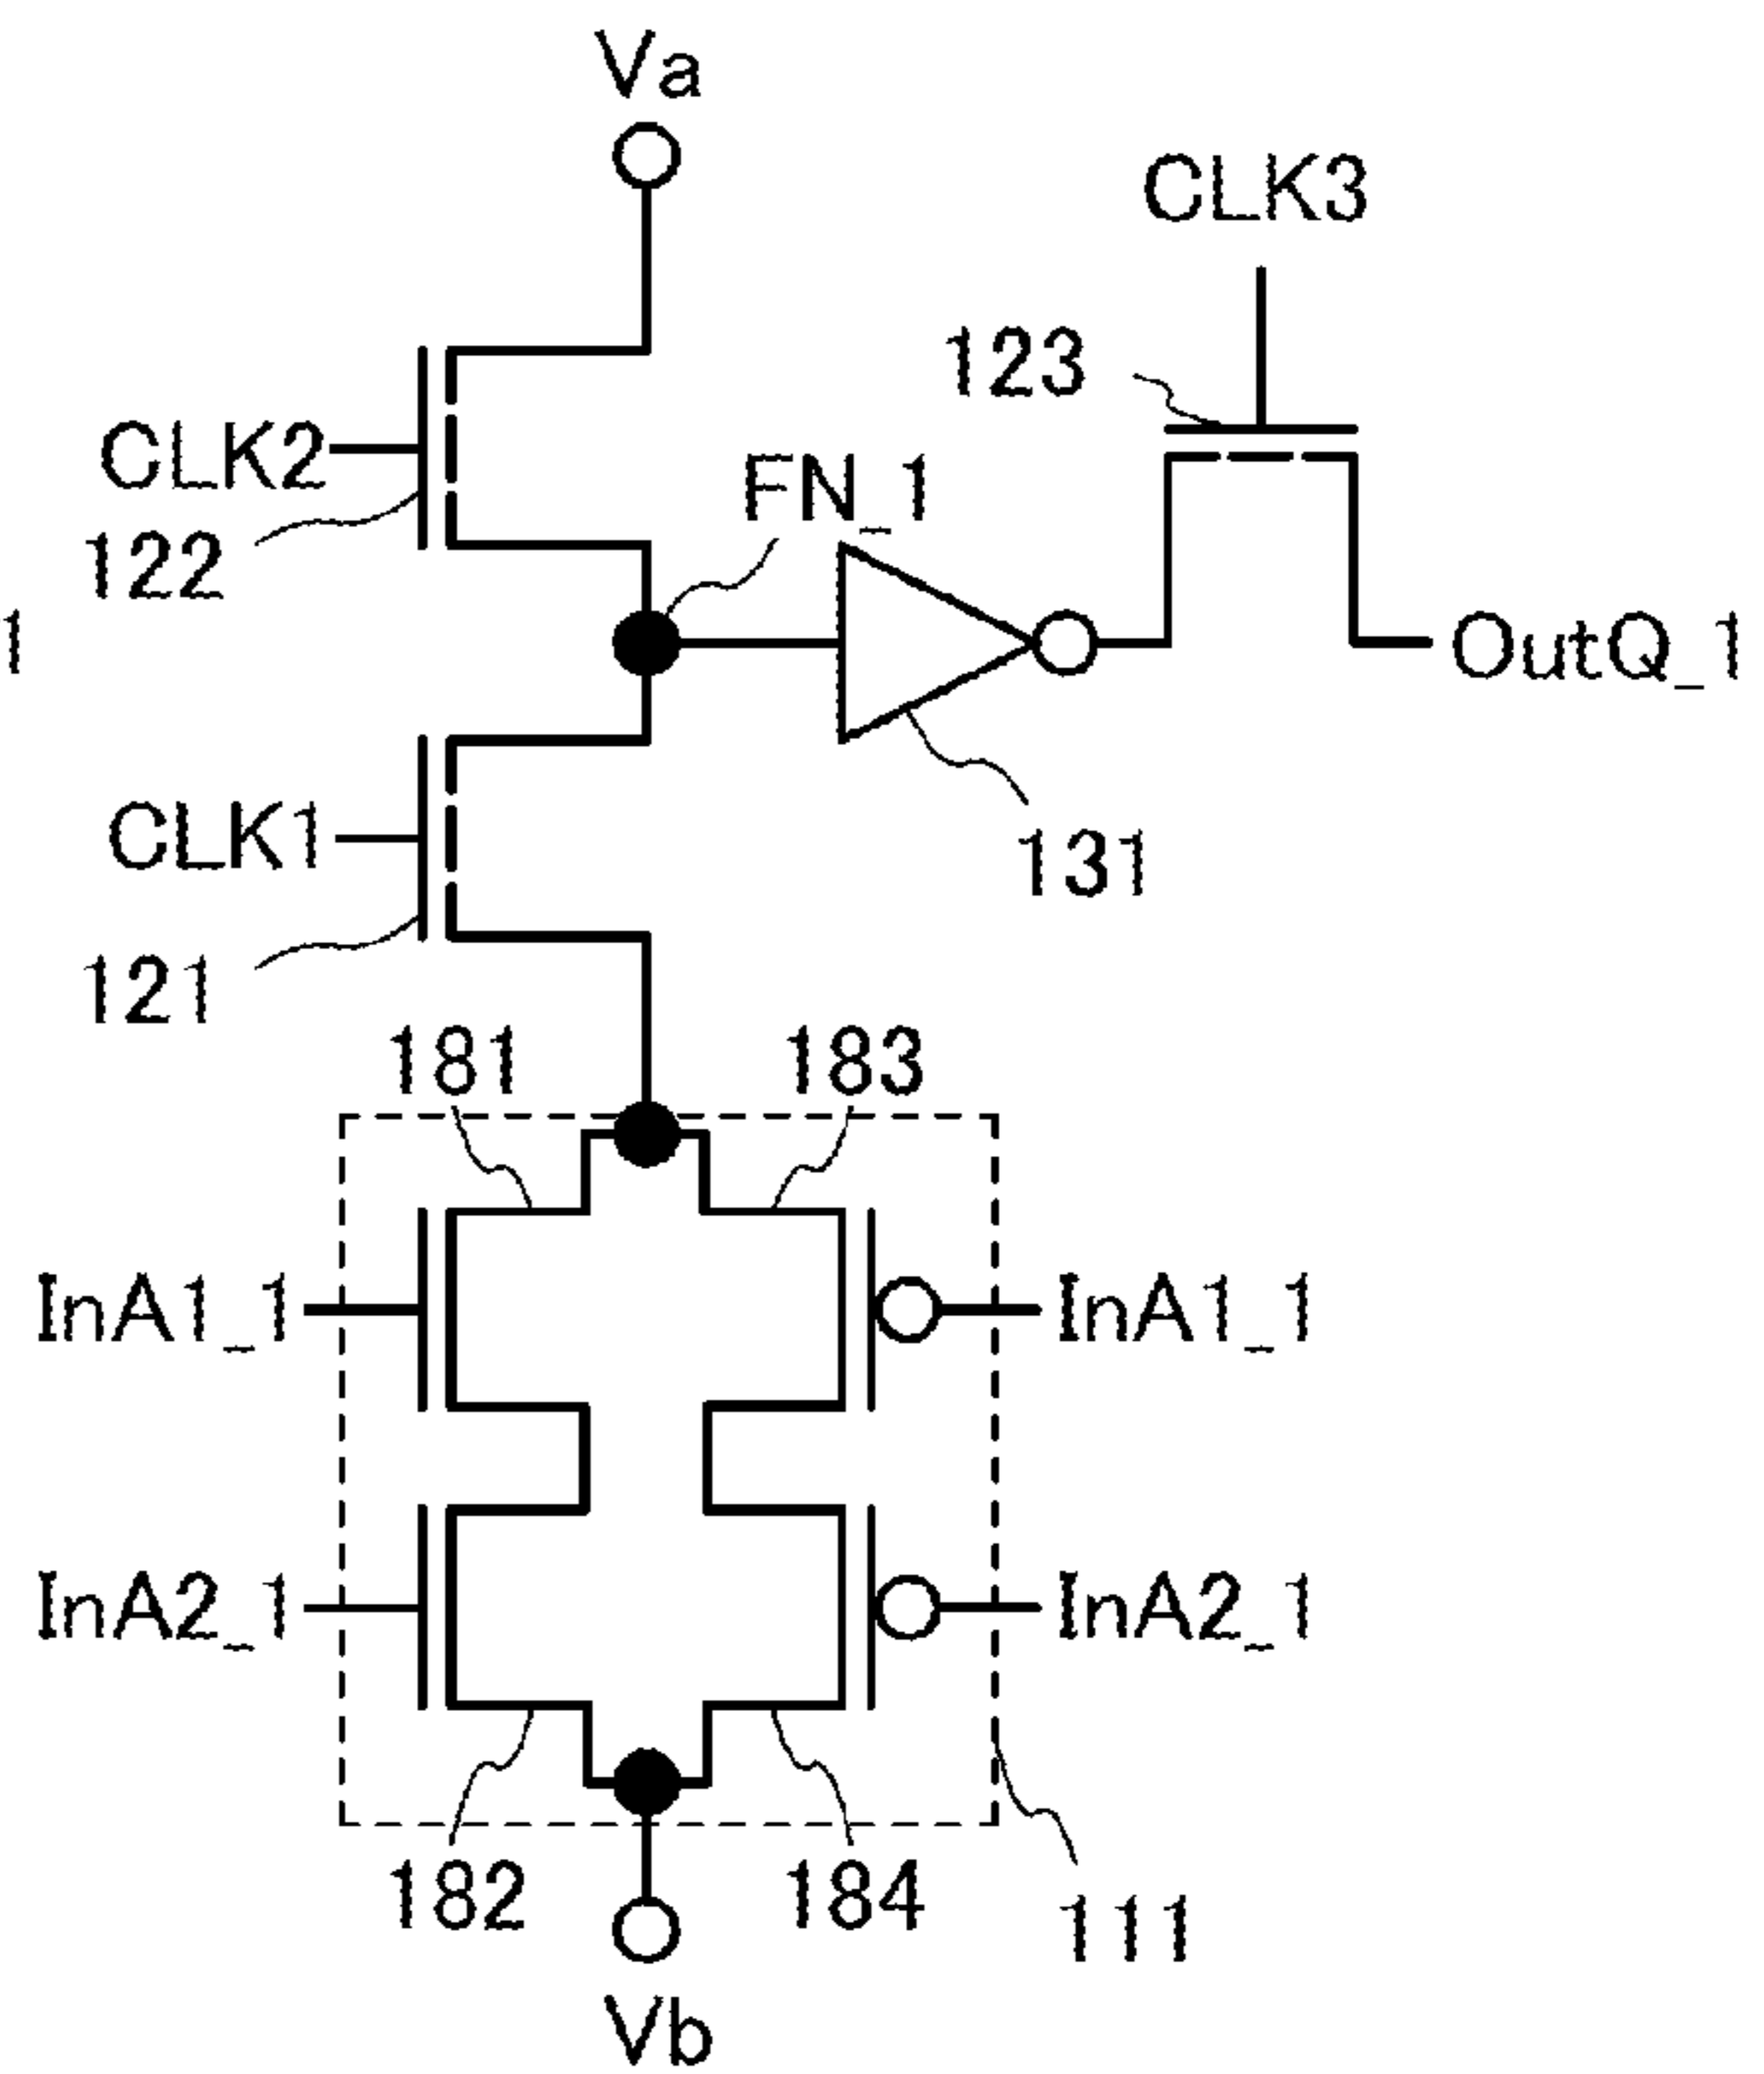 Va
CLK3
123
CLK2
FN_1
122
1
OutQ_1
CLK1
131
121
181
183
InA1_1
InA1_1
InA2_1
InA2_1
182
184
111
Vb